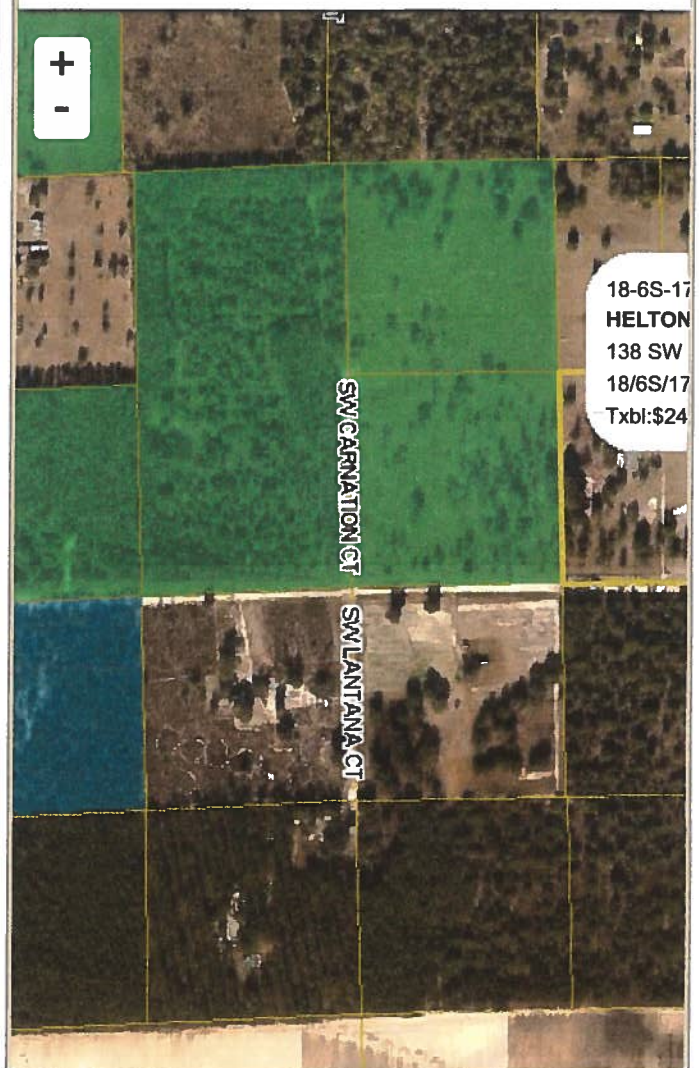 +
-
18-6S-17
HELTON
138 SW
18/6S/17
Txbl:$24
SW CARNATION CT
SW LANTANA CT